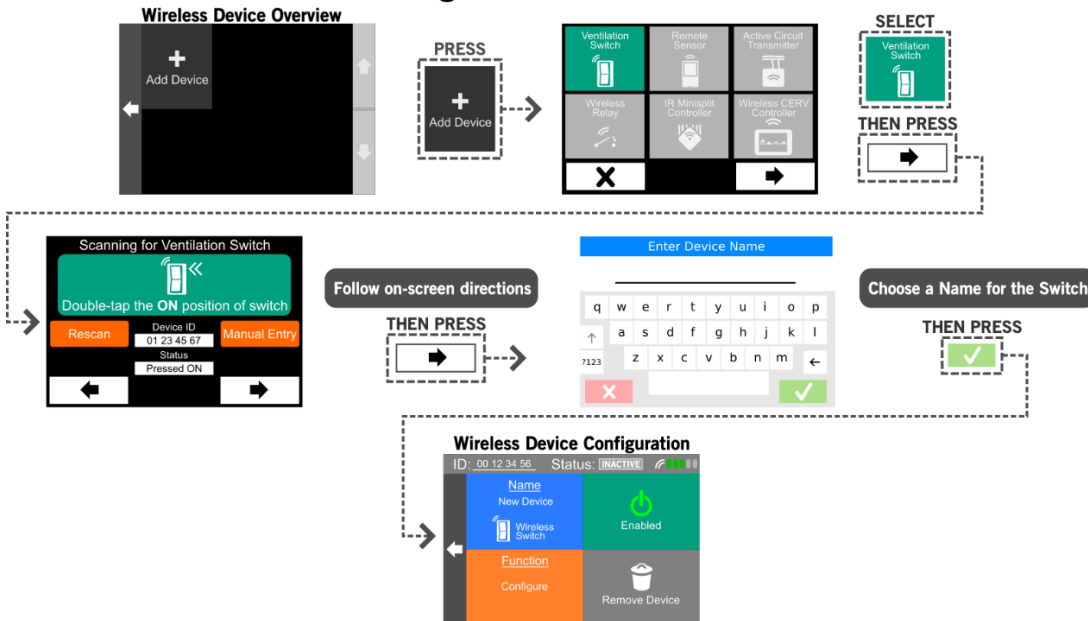 Wireless Device Overview
+
Add Device
PRESS
+
Add Device
Ventilation
Switch
Remote
Sensor
Active Circuit
Transmitter
Wireless
Relay
IR Minisplit
Controller
Wireless CERV
Controller
X
SELECT
Ventilation
Switch
THEN PRESS
Scanning for Ventilation Switch
Double-tap the ON position of switch
Rescan
Device ID
01 23 45 67
Manual Entry
Status
Pressed ON
Follow on-screen directions
THEN PRESS
Enter Device Name
q w e r t y u i o p
a s d f g h j k l
?123 z x c v b n m
Choose a Name for the Switch
THEN PRESS
Wireless Device Configuration
ID: 00 12 34 56 Status: INACTIVE
Name
New Device
Wireless
Switch
Enabled
Function
Configure
Remove Device